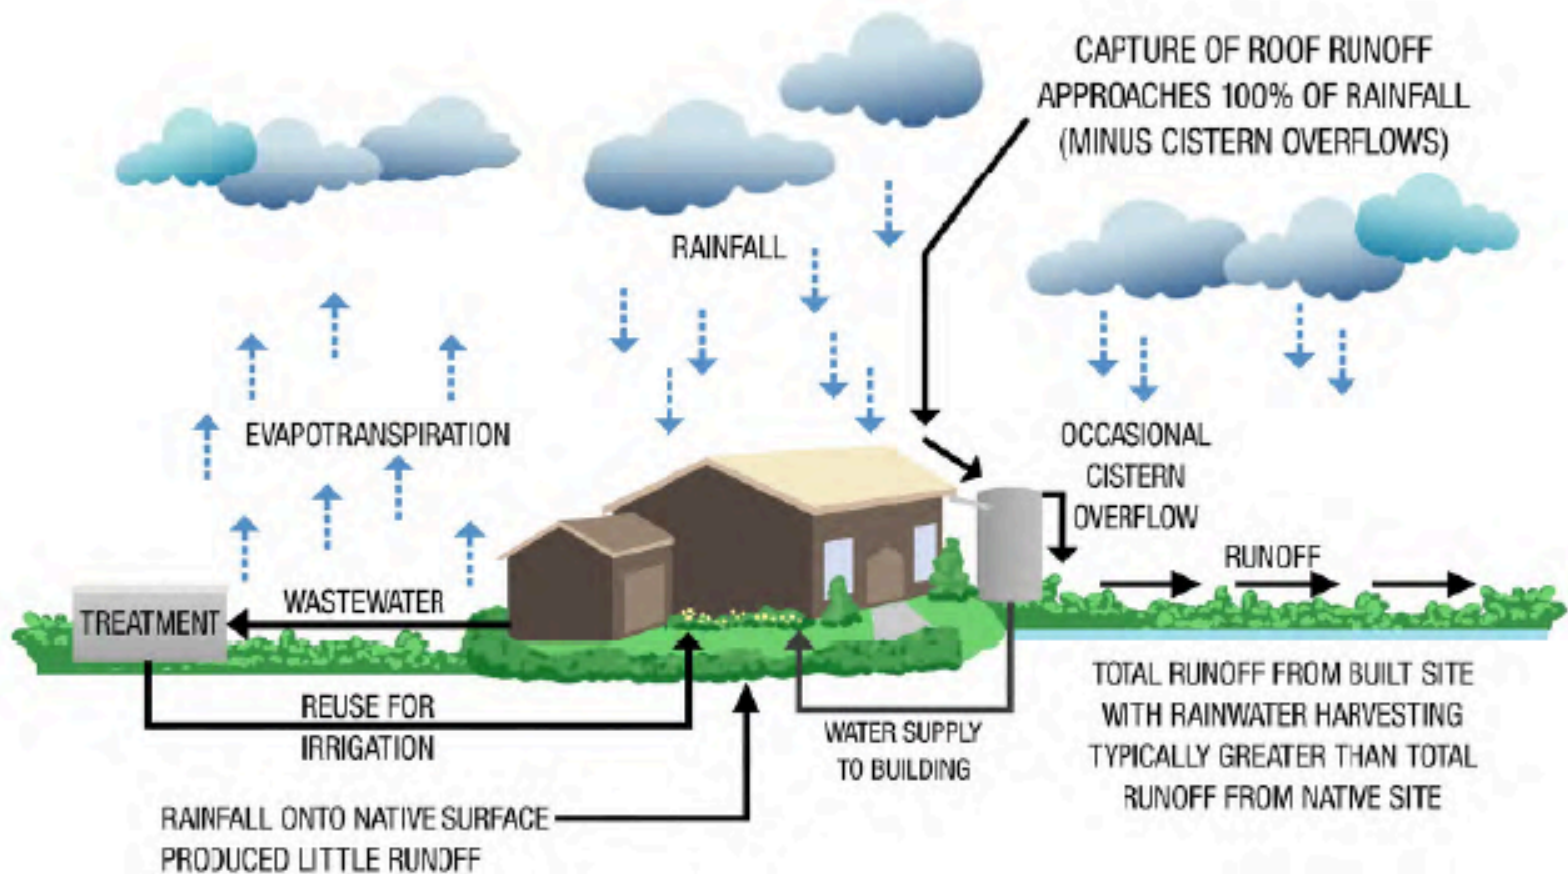 CAPTURE OF ROOF RUNOFF
APPROACHES 100% OF RAINFALL
(MINUS CISTERN OVERFLOWS)
RAINFALL
EVAPOTRANSPIRATION
OCCASIONAL
CISTERN
OVERFLOW
RUNOFF
WASTEWATER
TREATMENT
REUSE FOR
IRRIGATION
WATER SUPPLY
TO BUILDING
TOTAL RUNOFF FROM BUILT SITE
WITH RAINWATER HARVESTING
TYPICALLY GREATER THAN TOTAL
RUNOFF FROM NATIVE SITE
RAINFALL ONTO NATIVE SURFACE
PRODUCED LITTLE RUNOFF